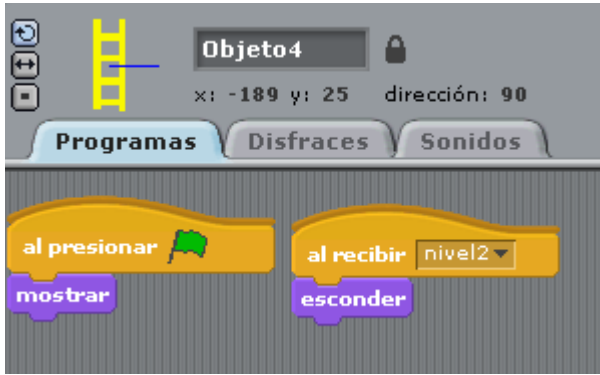 Objeto4
x: -189 y: 25 dirección: 90
Programas Disfraces Sonidos
al presionar
mostrar
al recibir nivel2
esconder